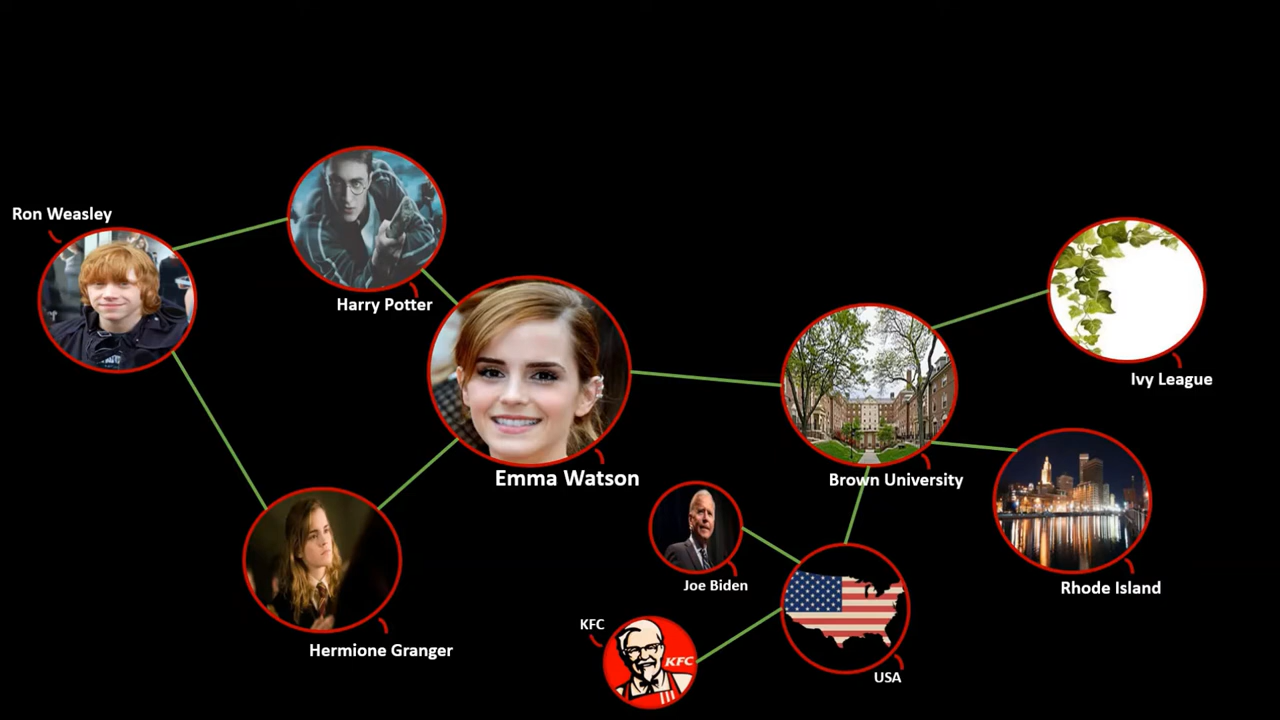 Ron Weasley
Harry Potter
Ivy League
Emma Watson
Brown University
Joe Biden
Rhode Island
KFC
KFC
Hermione Granger
USA